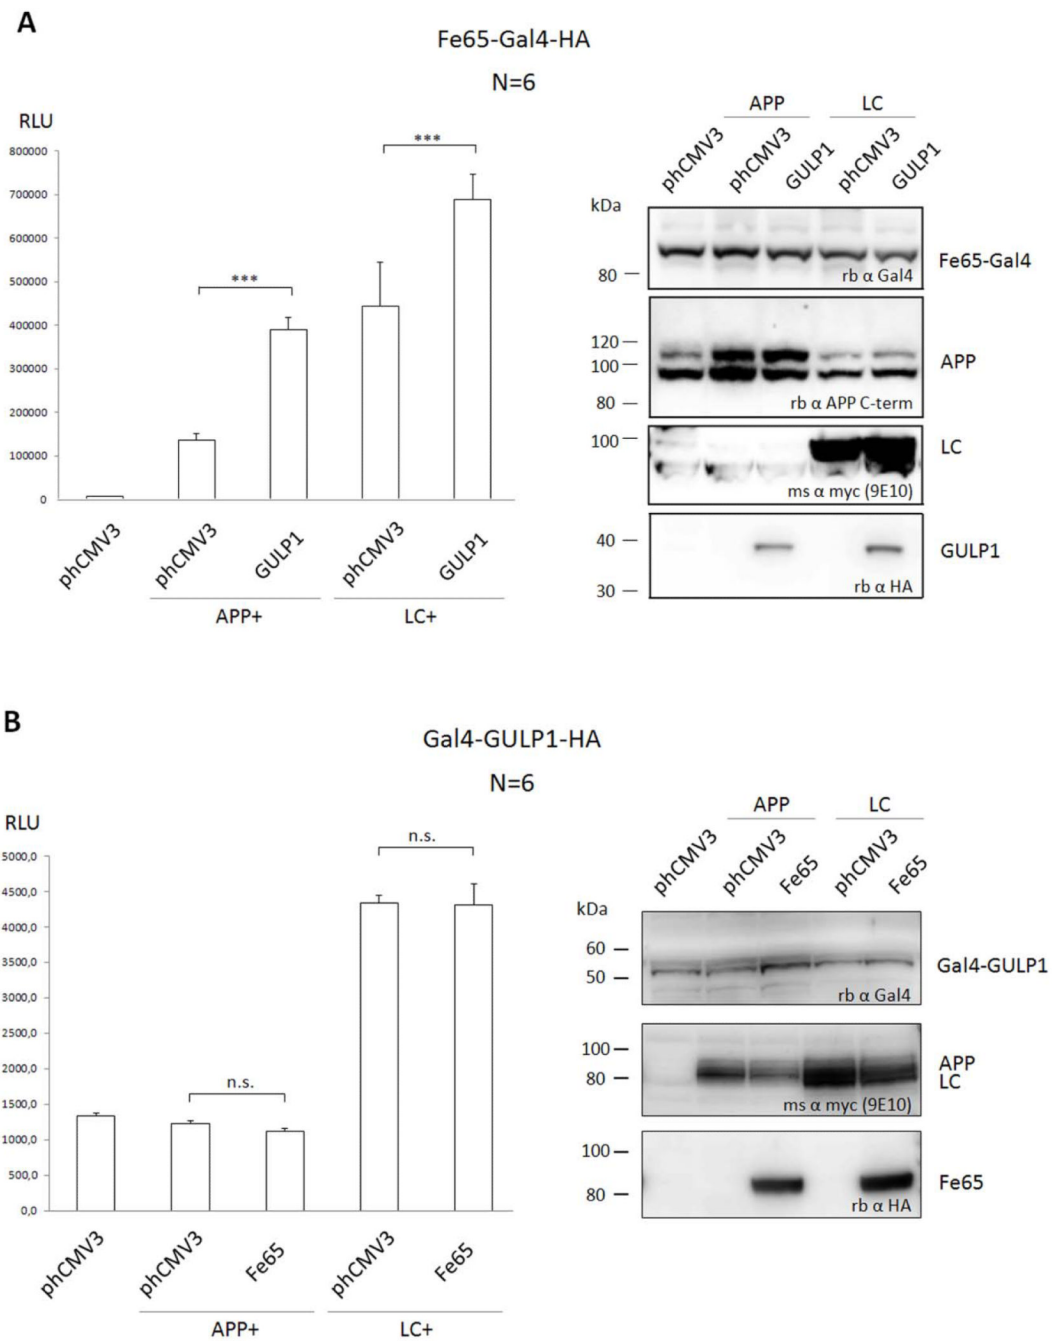 A
Fe65-Gal4-HA
N=6
RLU
800000
700000
600000
500000
400000
300000
200000
100000
0
***
***
phCMV3
phCMV3
GULP1
phCMV3
GULP1
APP+
LC+
APP
LC
phCMV3
phCMV3
GULP1
phCMV3
GULP1
kDa
80
rb α Gal4
Fe65-Gal4
120
100
80
rb α APP C-term
APP
100
ms α myc (9E10)
LC
40
30
rb α HA
GULP1
B
Gal4-GULP1-HA
N=6
RLU
5000,0
4500,0
4000,0
3500,0
3000,0
2500,0
2000,0
1500,0
1000,0
500,0
0,0
n.s.
n.s.
phCMV3
phCMV3
Fe65
phCMV3
Fe65
APP+
LC+
APP
LC
phCMV3
phCMV3
Fe65
phCMV3
Fe65
kDa
60
50
rb α Gal4
Gal4-GULP1
100
80
ms α myc (9E10)
APP
LC
100
80
rb α HA
Fe65